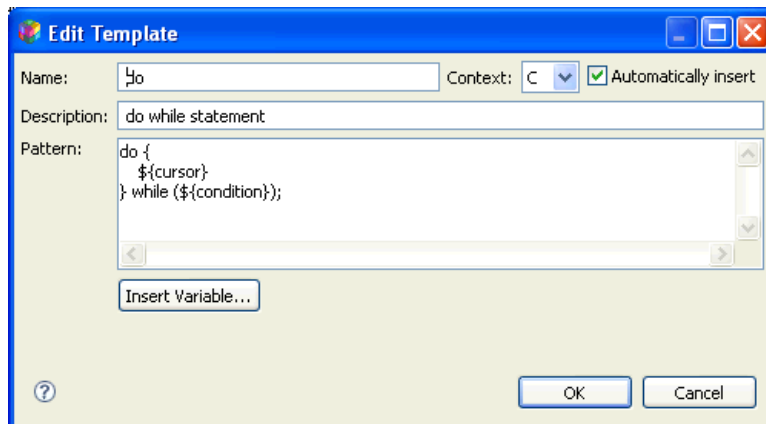 Edit Template
Name: do Context: C Automatically insert
Description: do while statement
Pattern: do {
${cursor}
} while (${condition});
Insert Variable...
? OK Cancel